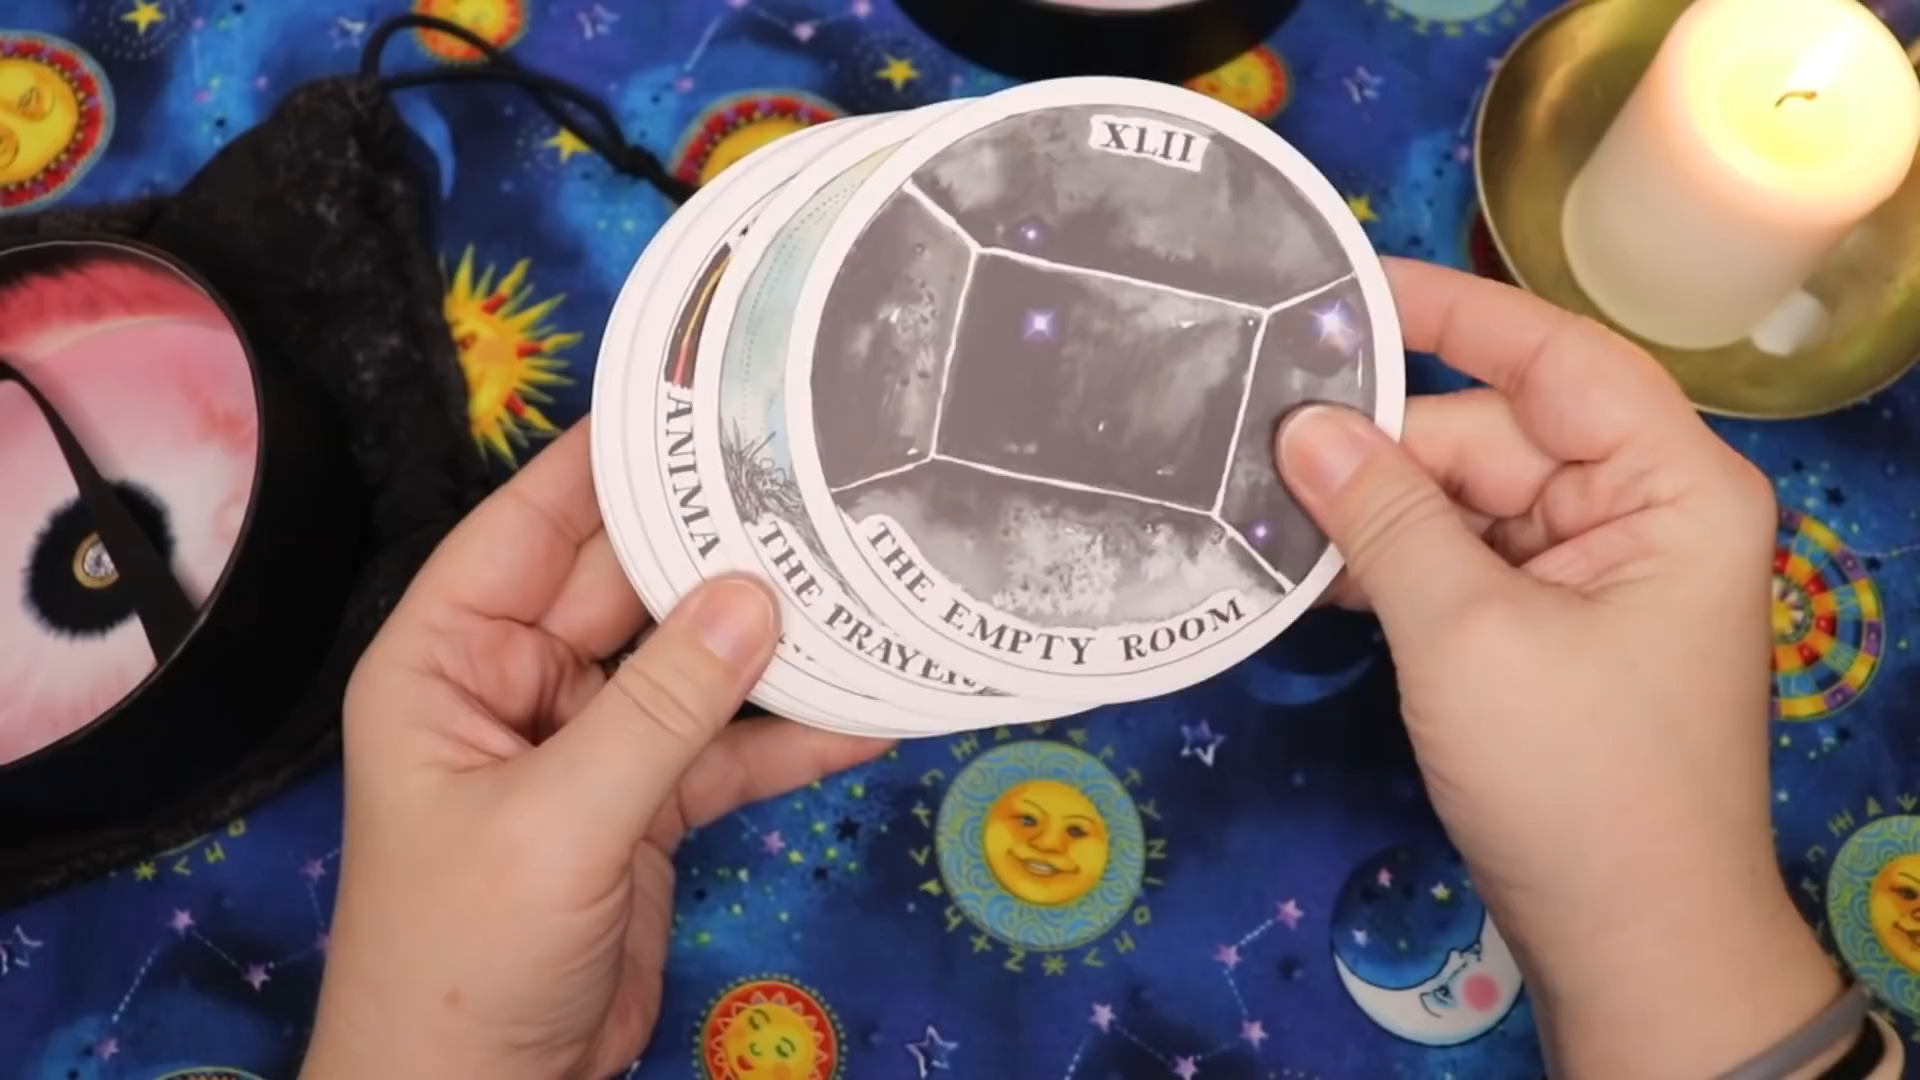 XLII
THE EMPTY ROOM
THE PRAYER
ANIMA